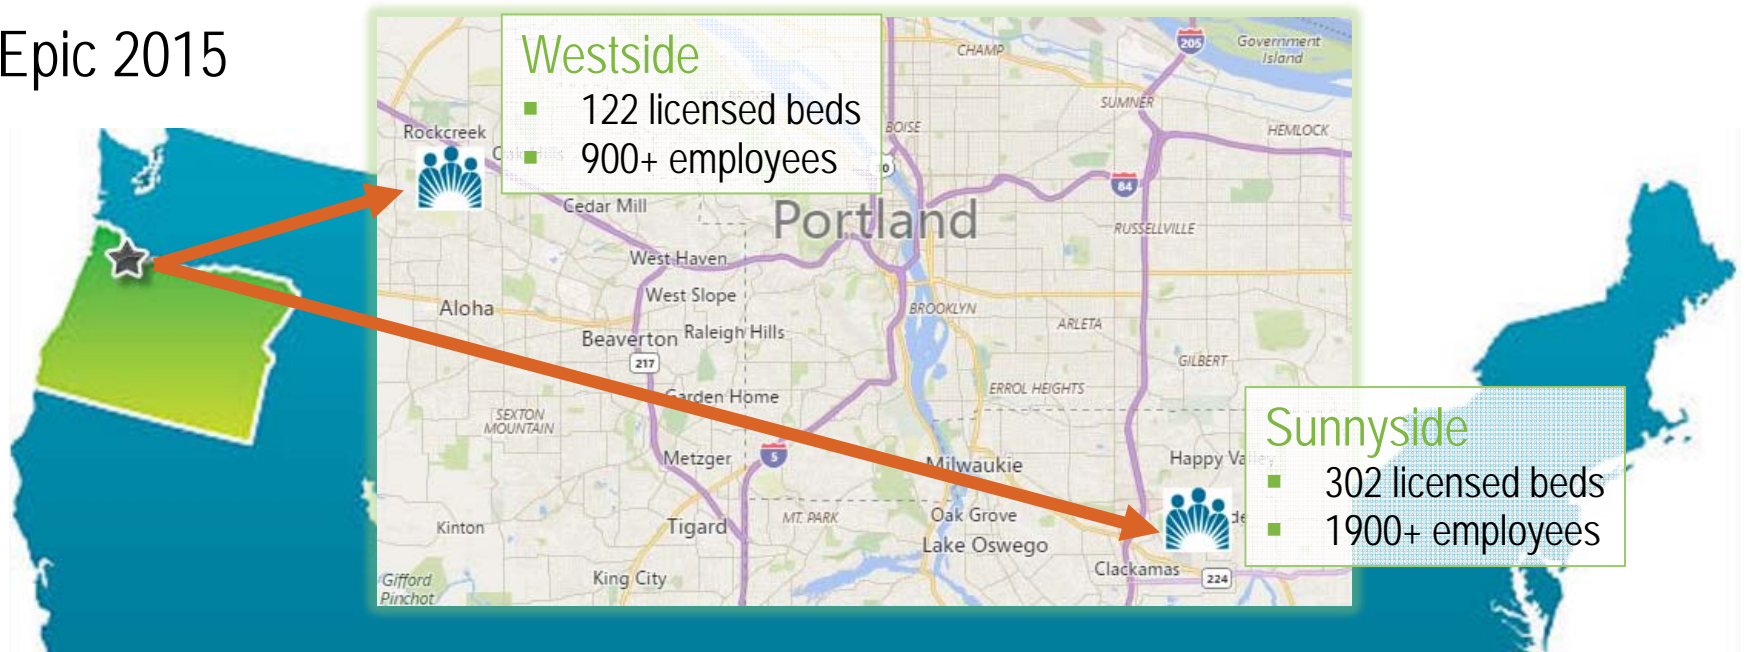 Epic 2015
Westside
▪ 122 licensed beds
▪ 900+ employees
CHAMP
205
Government
Island
SUMNER
Rockcreek
BOISE
HEMLOCK
84
Cedar Mill
Portland
RUSSELLVILLE
West Haven
West Slope
Aloha
BROOKLYN
ARLETA
Beaverton
Raleigh Hills
217
GILBERT
Garden Home
ERROL HEIGHTS
SEXTON
MOUNTAIN
Sunnyside
▪ 302 licensed beds
▪ 1900+ employees
Metzger
5
Milwaukie
Happy Valley
Kinton
Tigard
MT. PARK
Oak Grove
Lake Oswego
Clackamas
224
King City
Gifford
Pinchot